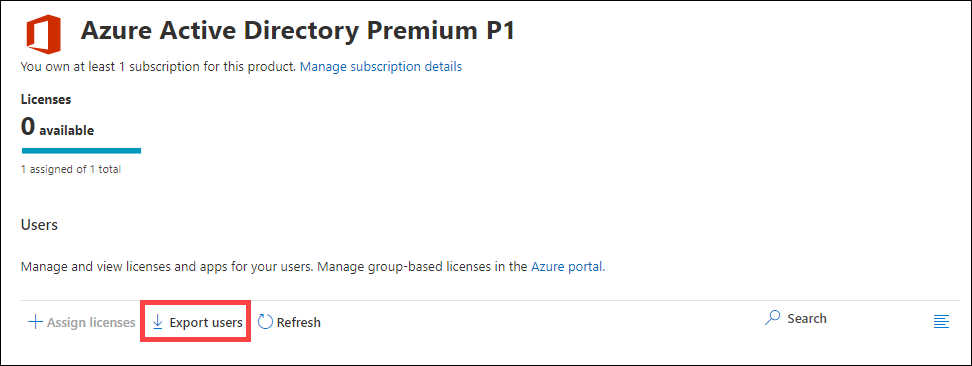 Azure Active Directory Premium P1
You own at least 1 subscription for this product. Manage subscription details
Licenses
0 available
1 assigned of 1 total
Users
Manage and view licenses and apps for your users. Manage group-based licenses in the Azure portal.
Assign licenses Export users Refresh Search